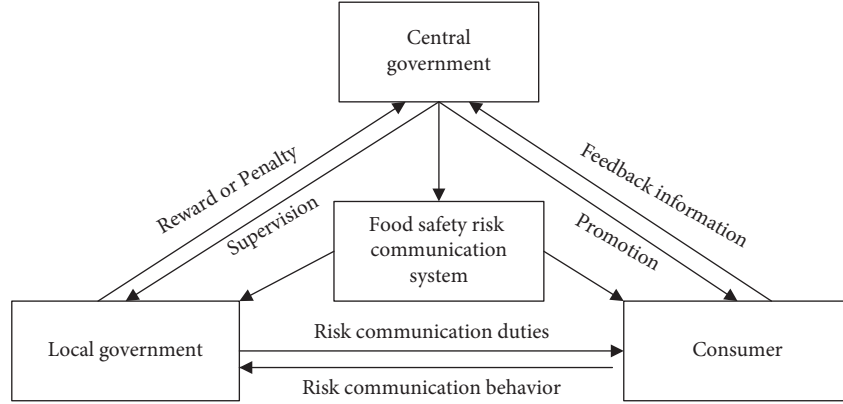 Central
government
Reward or Penalty
Supervision
Feedback information
Promotion
Food safety risk
communication
system
Local government
Risk communication duties
Risk communication behavior
Consumer